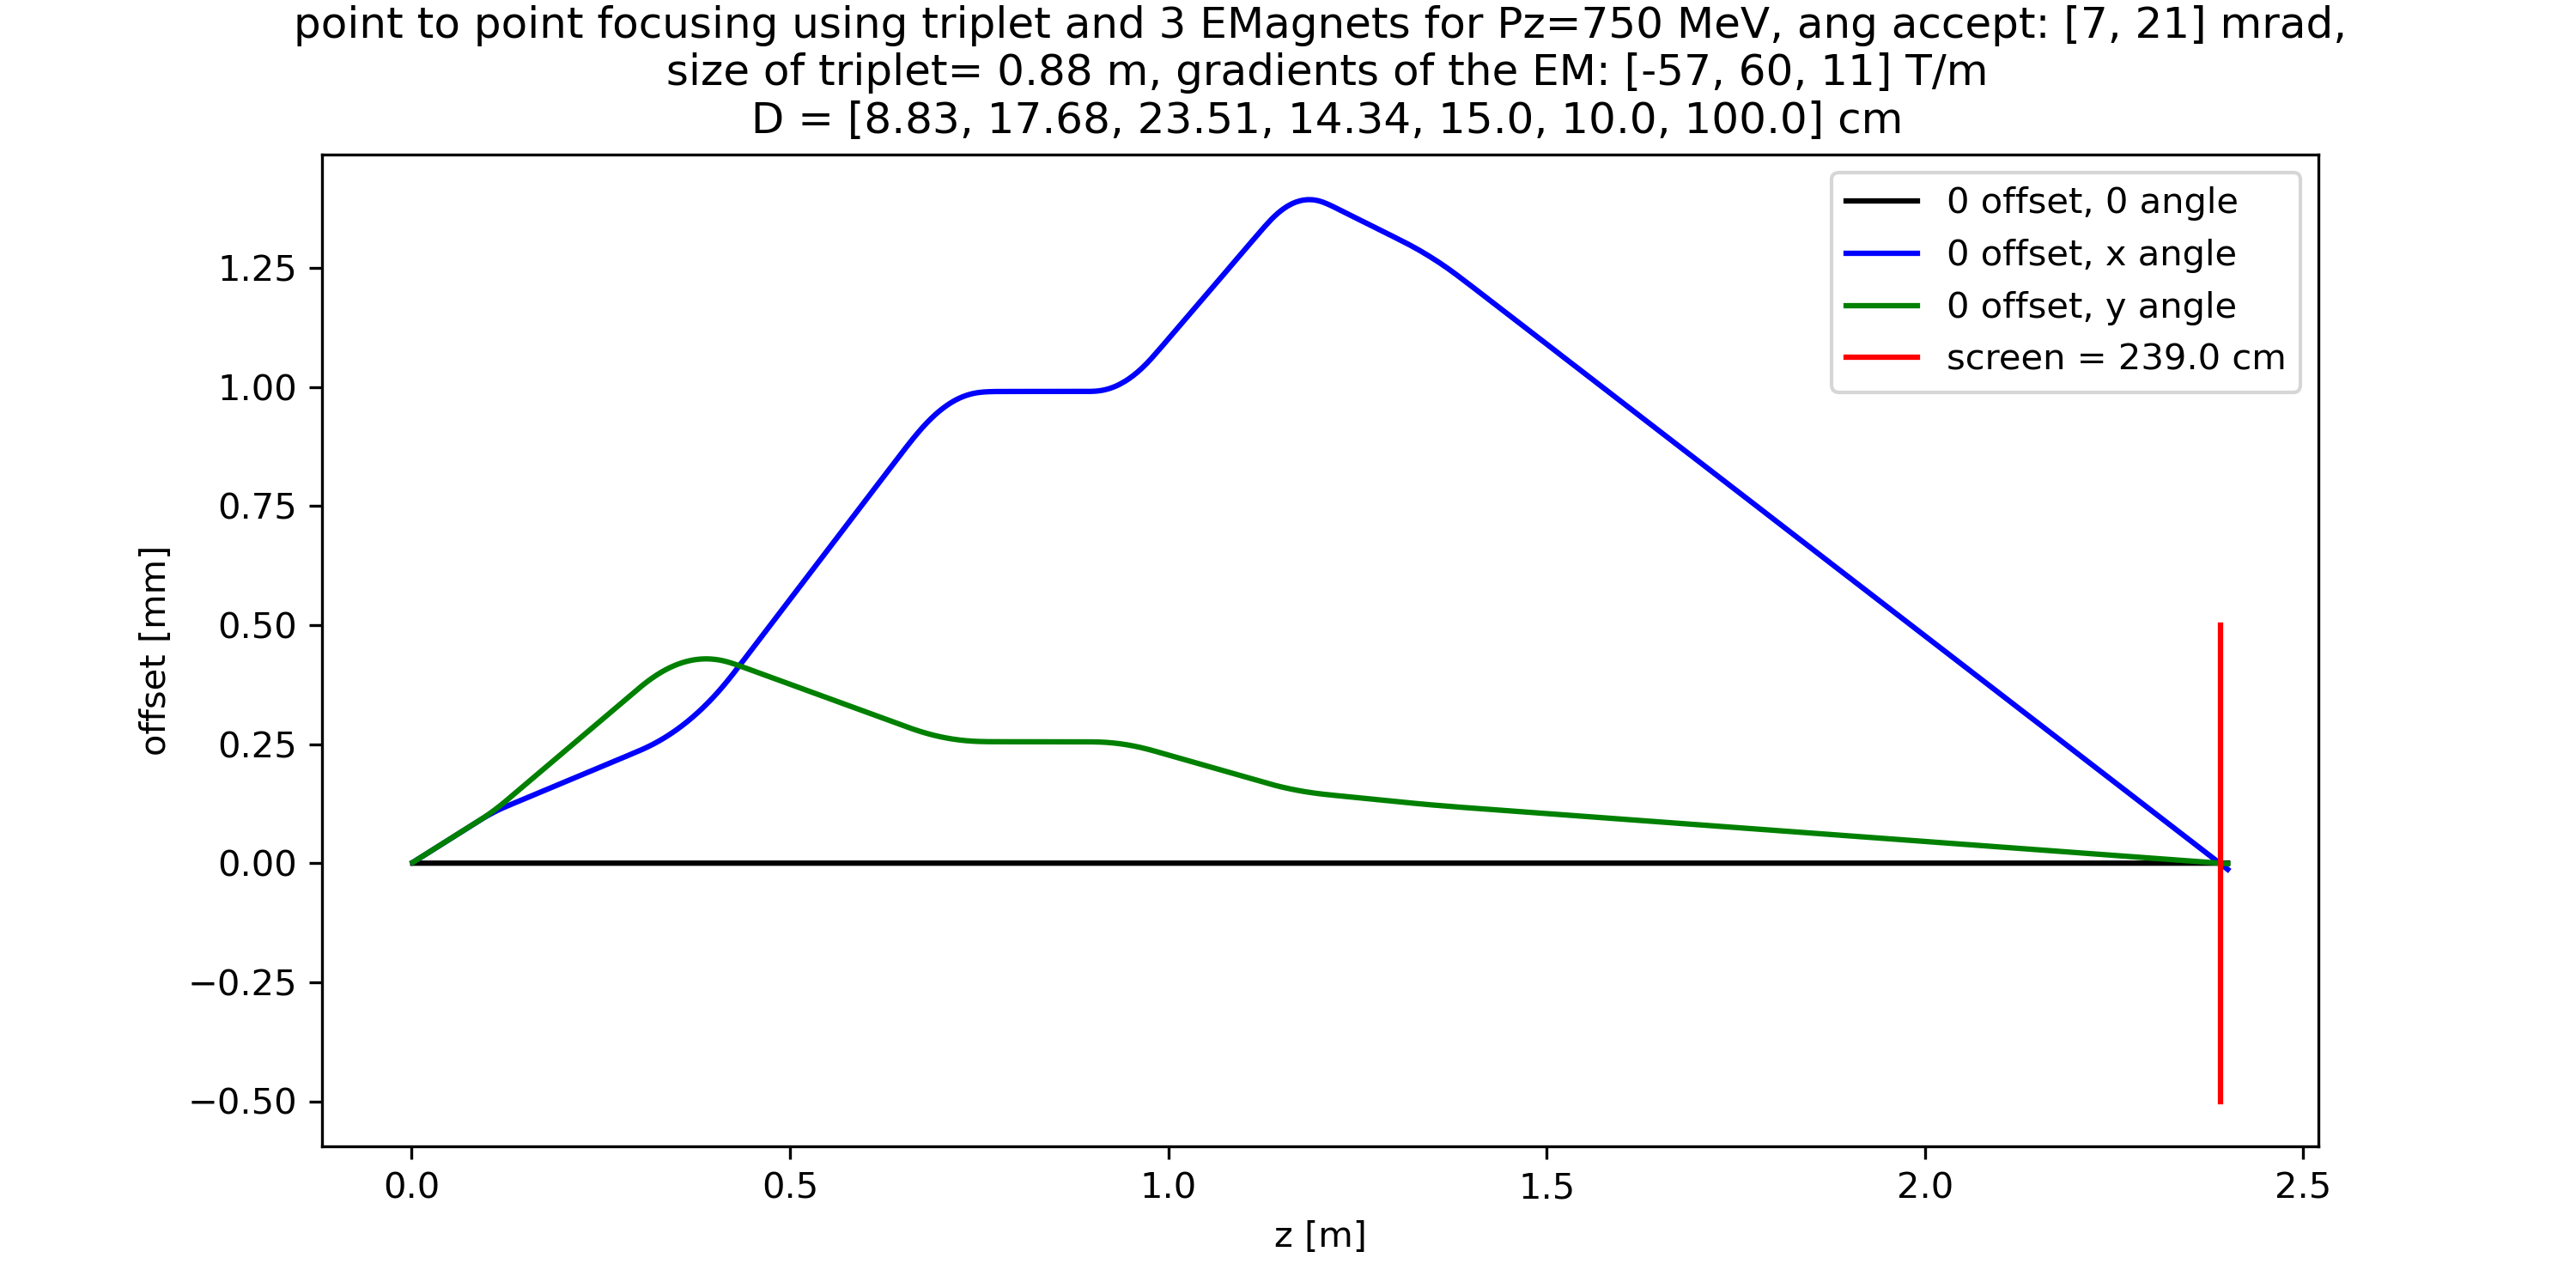 point to point focusing using triplet and 3 EMagnets for Pz=750 MeV, ang accept: [7, 21] mrad,
size of triplet= 0.88 m, gradients of the EM: [-57, 60, 11] T/m
D = [8.83, 17.68, 23.51, 14.34, 15.0, 10.0, 100.0] cm
0 offset, 0 angle
0 offset, x angle
0 offset, y angle
screen = 239.0 cm
offset [mm]
1.25
1.00
0.75
0.50
0.25
0.00
−0.25
−0.50
0.0
0.5
1.0
1.5
2.0
2.5
z [m]